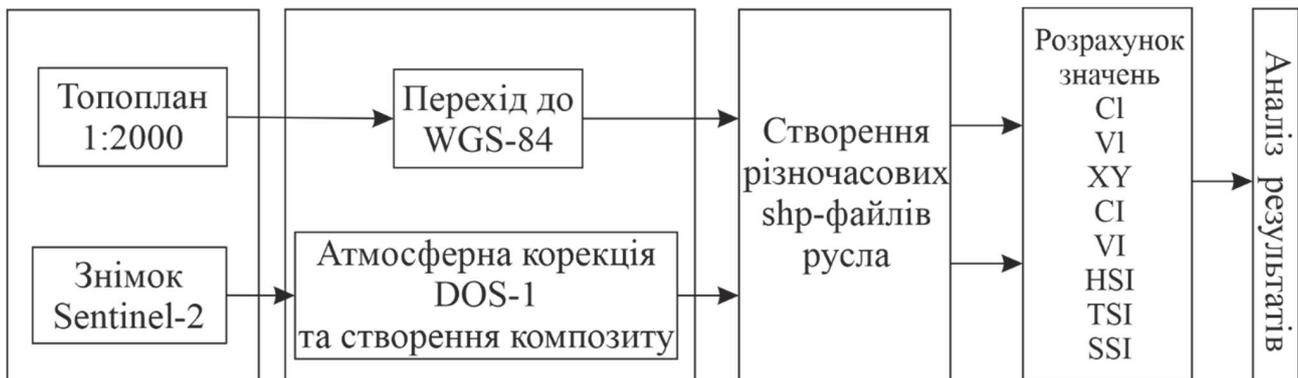 Топоплан
1:2000
Знімок
Sentinel-2
Перехід до
WGS-84
Атмосферна корекція
DOS-1
та створення композиту
Створення
різночасових
shp-файлів
русла
Розрахунок
значень
Cl
Vl
XY
CI
VI
HSI
TSI
SSI
Аналіз результатів